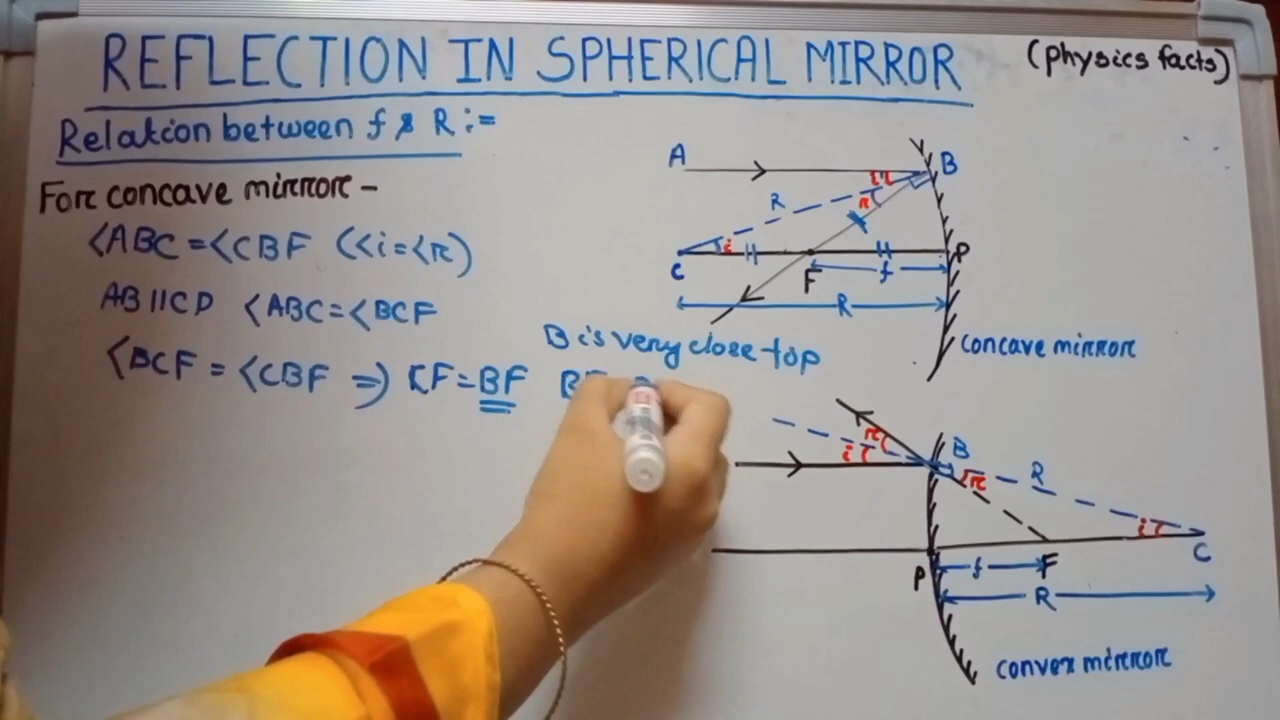 REFLECTION IN SPHERICAL MIRROR
(physics facts)
Relation between f & R :=
For concave mirror -
<ABC = <CBF (<i = <r)
AB || CP <ABC = <BCF
<BCF = <CBF => CF = BF
B is very close to p
A
B
i
r
R
i
C
F
P
f
R
concave mirror
r
i
B
r
R
i
C
P
f
F
R
convex mirror